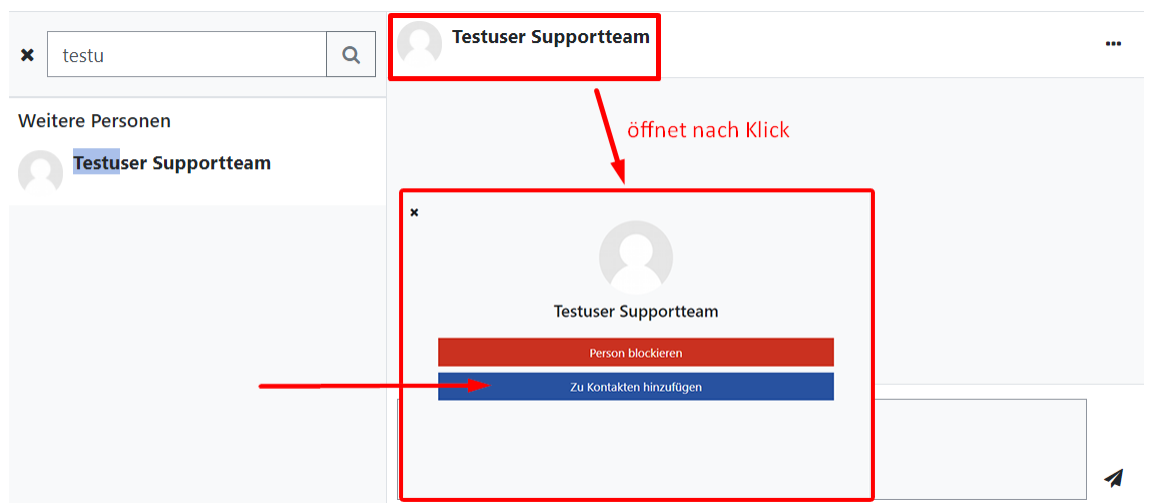 testu
Weitere Personen
Testuser Supportteam
Testuser Supportteam
öffnet nach Klick
Testuser Supportteam
Person blockieren
Zu Kontakten hinzufügen